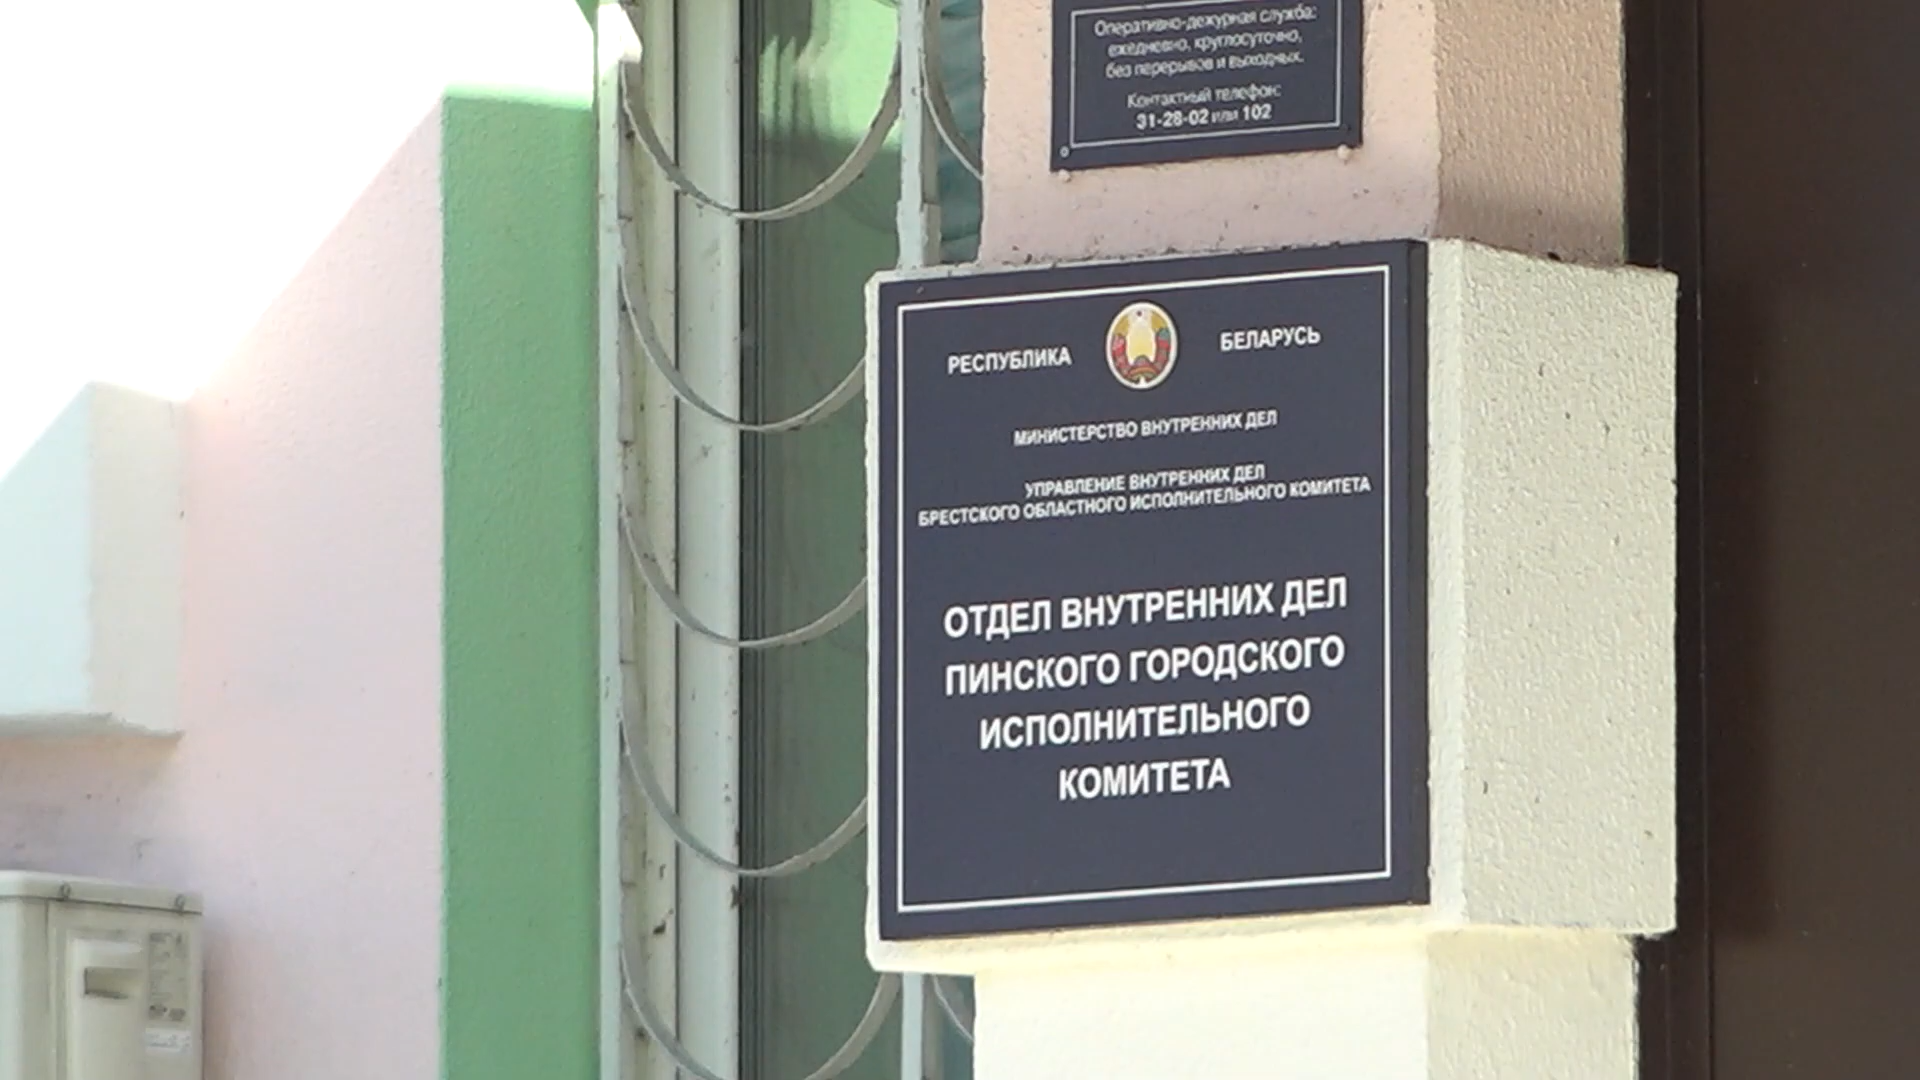 Оперативно-дежурная служба:
ежедневно, круглосуточно,
без перерывов и выходных.
Контактный телефон:
31-28-02 или 102
РЕСПУБЛИКА БЕЛАРУСЬ
МИНИСТЕРСТВО ВНУТРЕННИХ ДЕЛ
УПРАВЛЕНИЕ ВНУТРЕННИХ ДЕЛ
БРЕСТСКОГО ОБЛАСТНОГО ИСПОЛНИТЕЛЬНОГО КОМИТЕТА
ОТДЕЛ ВНУТРЕННИХ ДЕЛ
ПИНСКОГО ГОРОДСКОГО
ИСПОЛНИТЕЛЬНОГО
КОМИТЕТА